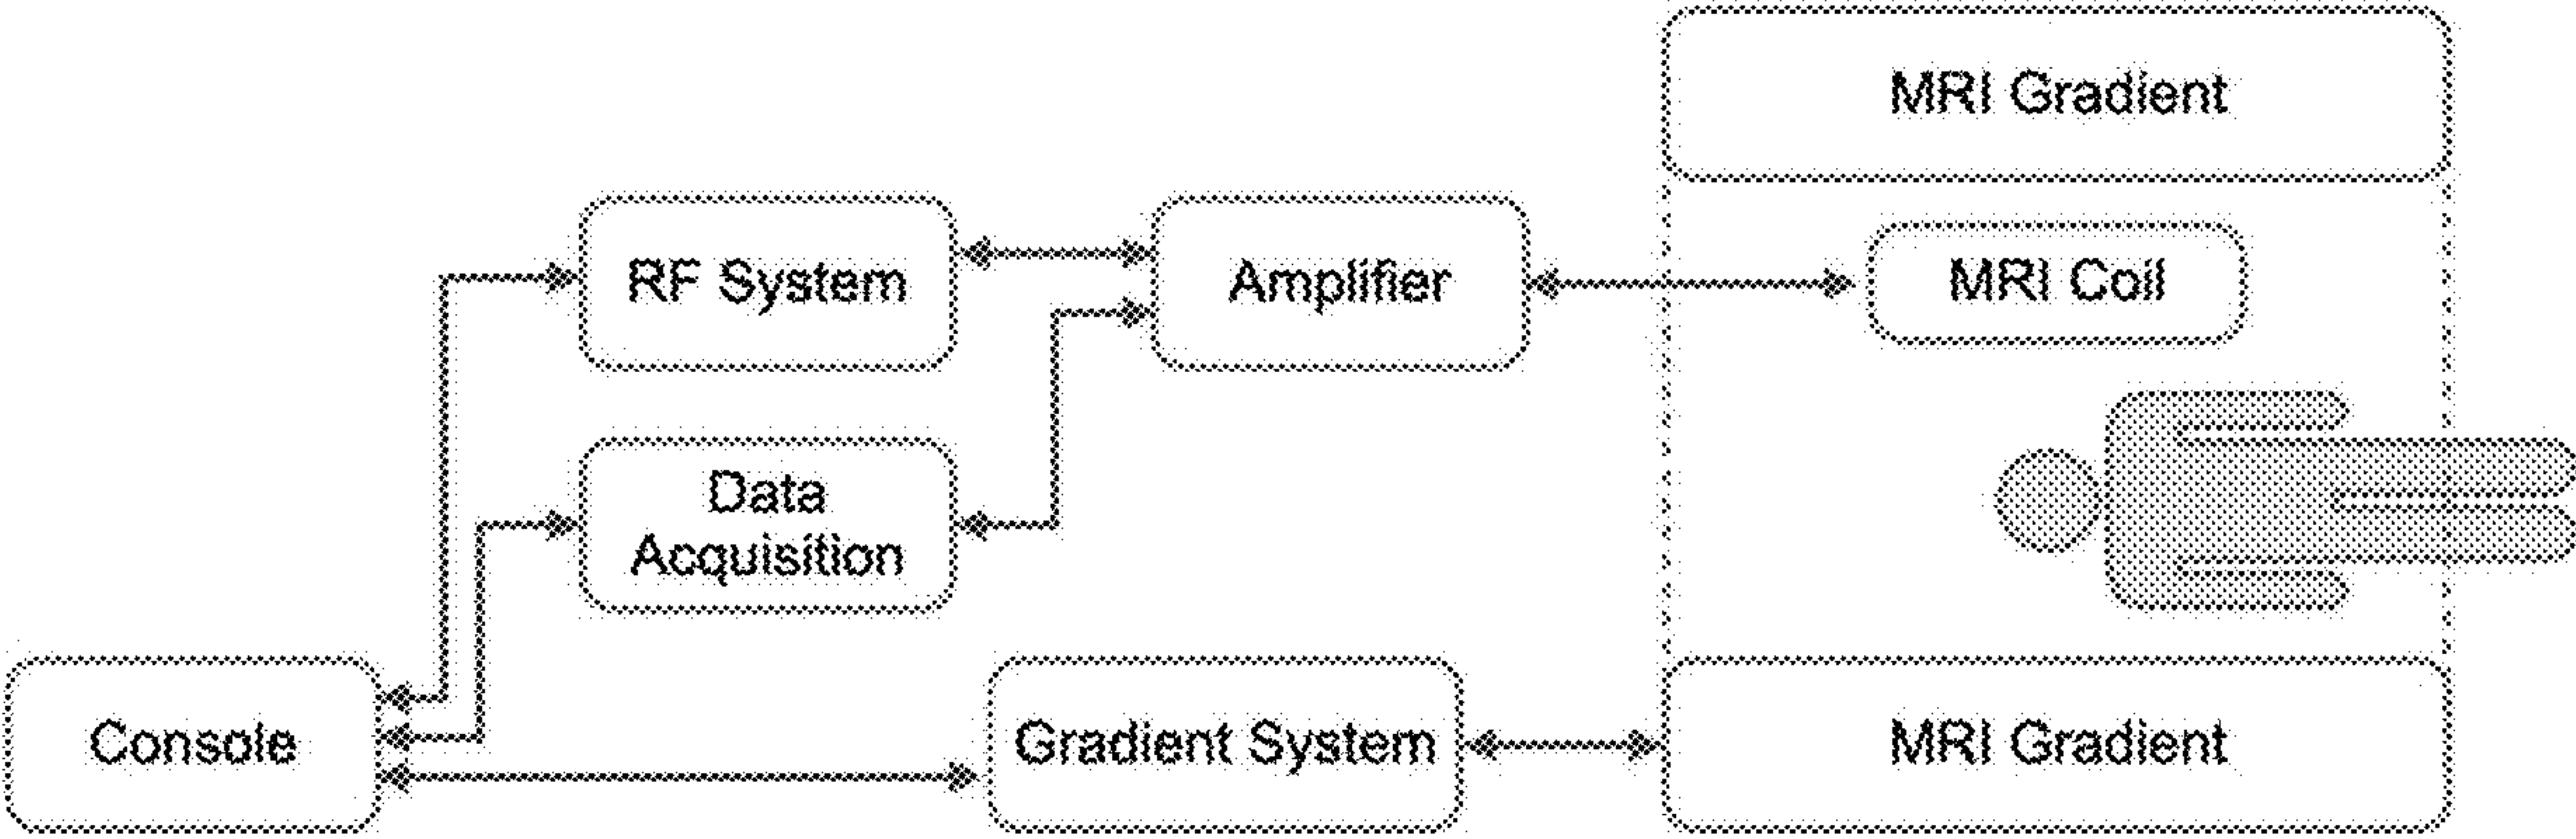 MRI Gradient
RF System
Amplifier
MRI Coil
Data
Acquisition
Console
Gradient System
MRI Gradient